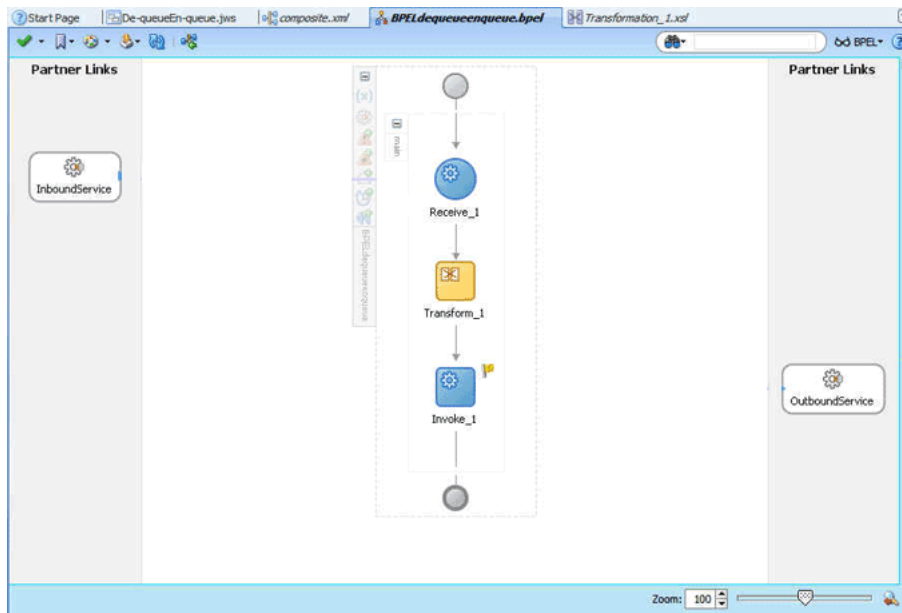 Start Page
De-queueEn-queue.jws
composite.xml
BPELdequeueenqueue.bpel
Transformation_1.xsl
BPEL
Partner Links
Partner Links
(x)
main
InboundService
Receive_1
BPELdequeueenqueue
Transform_1
Invoke_1
OutboundService
Zoom: 100